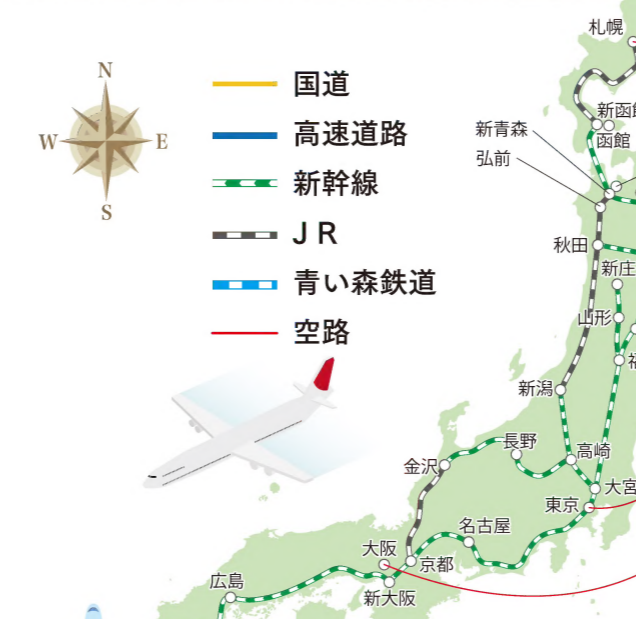 札幌
N
国道
新函
W
E
高速道路
新青森
函館
弘前
新幹線
S
JR
秋田
新庄
青い森鉄道
山形
空路
新潟
長野
高崎
金沢
大宮
東京
名古屋
大阪
京都
広島
新大阪